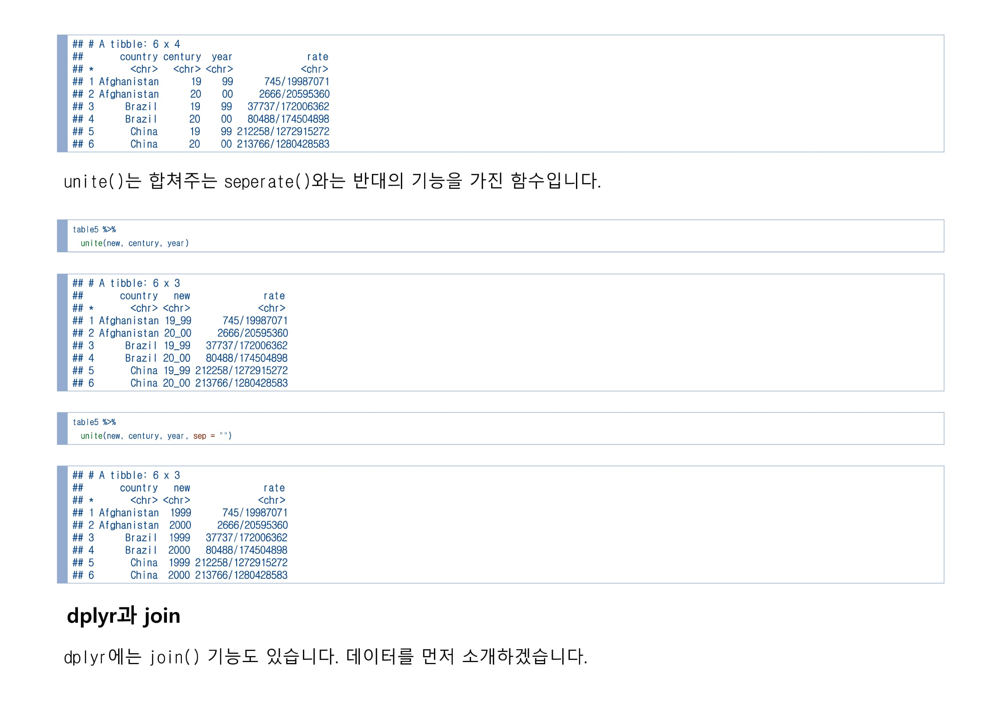 ## # A tibble: 6 x 4
##       country century  year              rate
## *       <chr>   <chr> <chr>             <chr>
## 1 Afghanistan      19    99      745/19987071
## 2 Afghanistan      20    00     2666/20595360
## 3      Brazil      19    99   37737/172006362
## 4      Brazil      20    00   80488/174504898
## 5       China      19    99 212258/1272915272
## 6       China      20    00 213766/1280428583
unite()는 합쳐주는 seperate()와는 반대의 기능을 가진 함수입니다.
table5 %>%
  unite(new, century, year)
## # A tibble: 6 x 3
##       country   new              rate
## *       <chr> <chr>             <chr>
## 1 Afghanistan 19_99      745/19987071
## 2 Afghanistan 20_00     2666/20595360
## 3      Brazil 19_99   37737/172006362
## 4      Brazil 20_00   80488/174504898
## 5       China 19_99 212258/1272915272
## 6       China 20_00 213766/1280428583
table5 %>%
  unite(new, century, year, sep = "")
## # A tibble: 6 x 3
##       country   new              rate
## *       <chr> <chr>             <chr>
## 1 Afghanistan  1999      745/19987071
## 2 Afghanistan  2000     2666/20595360
## 3      Brazil  1999   37737/172006362
## 4      Brazil  2000   80488/174504898
## 5       China  1999 212258/1272915272
## 6       China  2000 213766/1280428583
dplyr과 join
dplyr에는 join() 기능도 있습니다. 데이터를 먼저 소개하겠습니다.